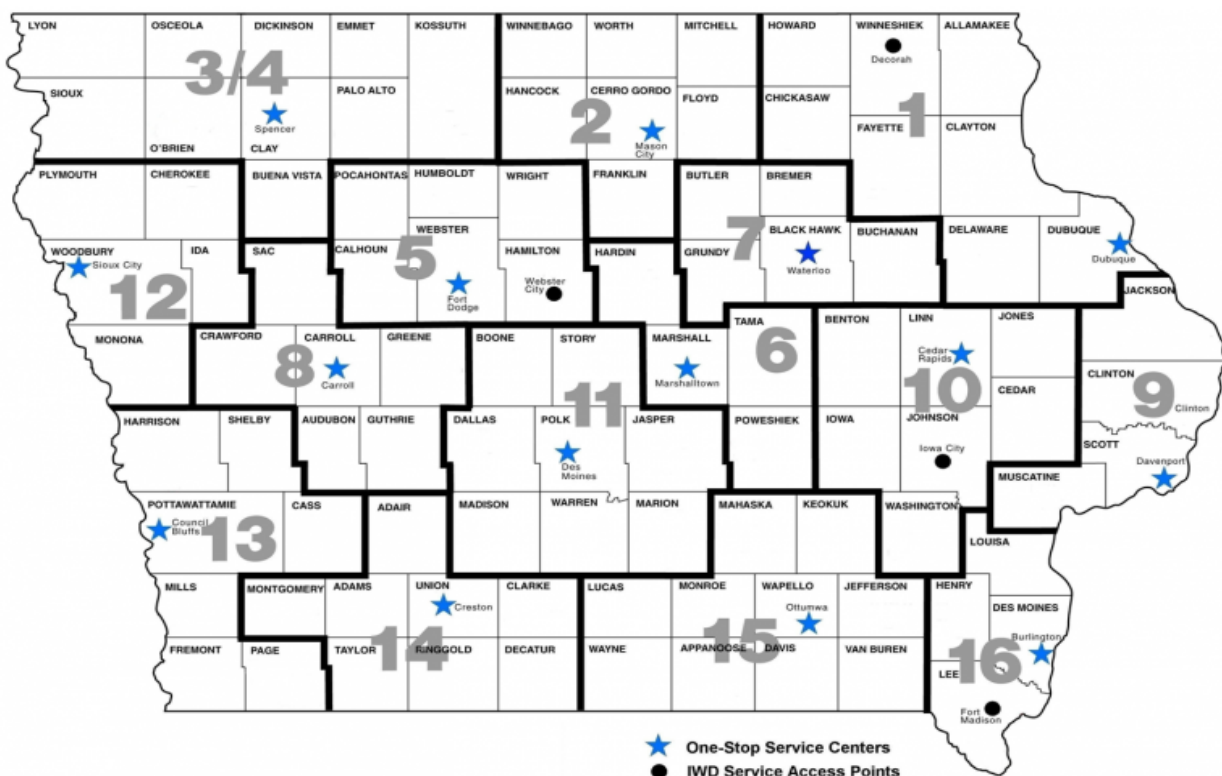 LYON
OSCEOLA
DICKINSON
EMMET
KOSSUTH
WINNEBAGO
WORTH
MITCHELL
HOWARD
WINNESHIEK
ALLAMAKEE
Decorah
3/4
SIOUX
PALO ALTO
HANCOCK
CERRO GORDO
FLOYD
CHICKASAW
Spencer
2
Mason
City
1
FAYETTE
CLAYTON
O'BRIEN
CLAY
PLYMOUTH
CHEROKEE
BUENA VISTA
POCAHONTAS
HUMBOLDT
WRIGHT
FRANKLIN
BUTLER
BREMER
WOODBURY
Sioux City
IDA
SAC
CALHOUN
WEBSTER
5
Fort
Dodge
HAMILTON
Webster
City
HARDIN
GRUNDY
7
BLACK HAWK
Waterloo
BUCHANAN
DELAWARE
DUBUQUE
Dubuque
12
JACKSON
MONONA
CRAWFORD
CARROLL
GREENE
8
Carroll
BOONE
STORY
MARSHALL
Marshalltown
TAMA
6
BENTON
LINN
Cedar
Rapids
JONES
10
11
CLINTON
9
Clinton
CEDAR
HARRISON
SHELBY
AUDUBON
GUTHRIE
DALLAS
POLK
Des
Moines
JASPER
POWESHIEK
IOWA
JOHNSON
Iowa City
SCOTT
Davenport
MUSCATINE
POTTAWATTAMIE
Council
Bluffs
13
CASS
ADAIR
MADISON
WARREN
MARION
MAHASKA
KEOKUK
WASHINGTON
LOUISA
MILLS
MONTGOMERY
ADAMS
UNION
Creston
CLARKE
LUCAS
MONROE
WAPELLO
Ottumwa
JEFFERSON
HENRY
DES MOINES
Burlington
14
15
16
FREMONT
PAGE
TAYLOR
RINGGOLD
DECATUR
WAYNE
APPANOOSE
DAVIS
VAN BUREN
LEE
Fort
Madison
One-Stop Service Centers
IWD Service Access Points